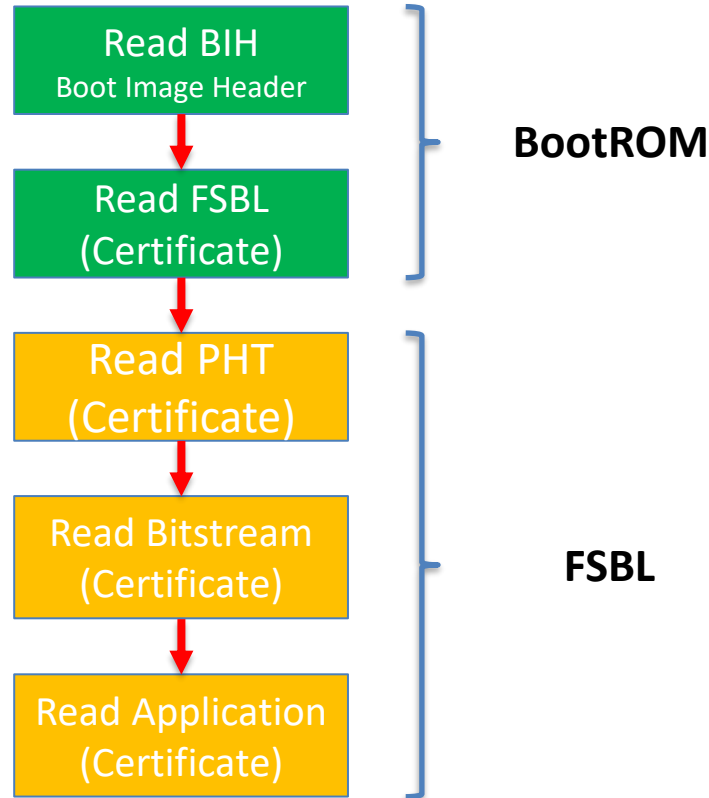 Read BIH
Boot Image Header
BootROM
Read FSBL
(Certificate)
Read PHT
(Certificate)
Read Bitstream
(Certificate)
FSBL
Read Application
(Certificate)